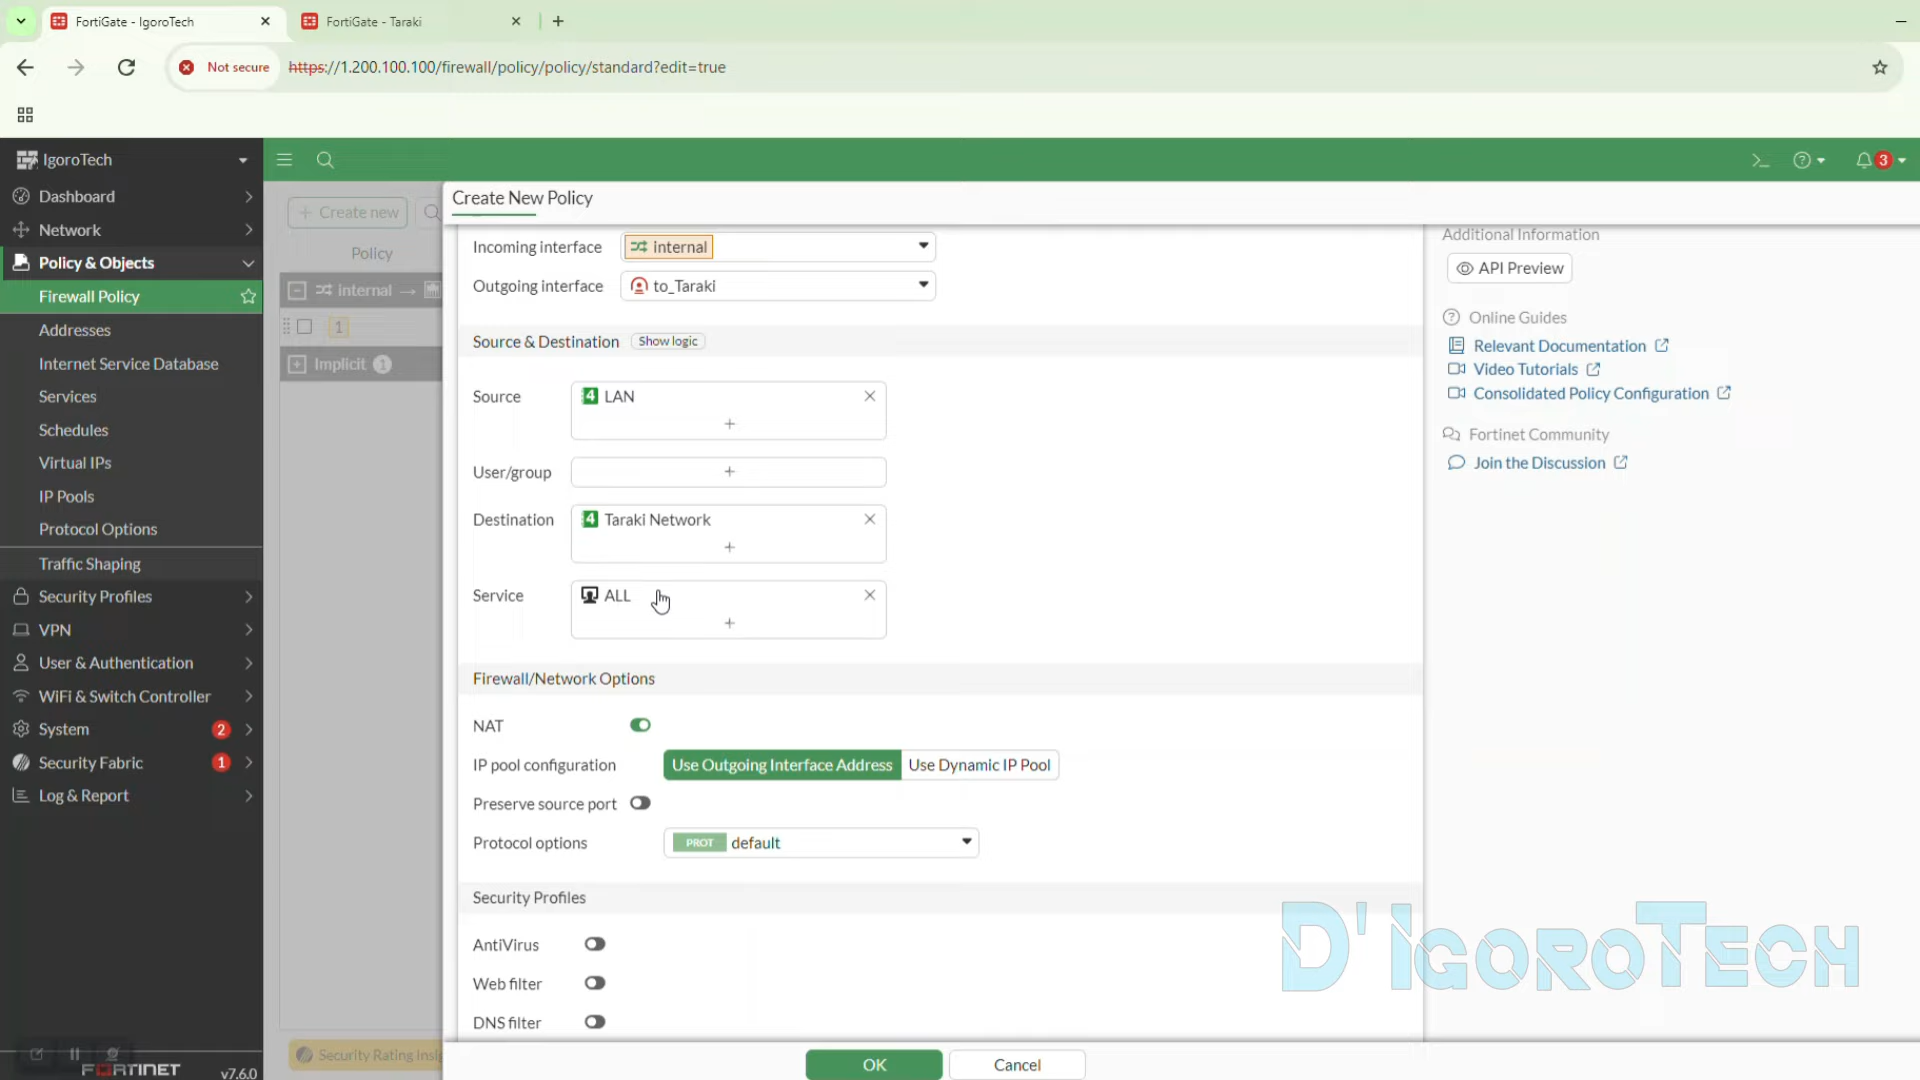 FortiGate - IgoroTech
FortiGate - Taraki
Not secure
https://1.200.100.100/firewall/policy/policy/standard?edit=true
IgoroTech
3
Dashboard
Network
Policy & Objects
Firewall Policy
Addresses
Internet Service Database
Services
Schedules
Virtual IPs
IP Pools
Protocol Options
Traffic Shaping
Security Profiles
VPN
User & Authentication
WiFi & Switch Controller
System 2
Security Fabric 1
Log & Report
FORTINET v7.6.0
Create new
Policy
internal →
1
Implicit 1
Create New Policy
Incoming interface internal
Outgoing interface to_Taraki
Source & Destination Show logic
Source 4 LAN
+
User/group +
Destination 4 Taraki Network
+
Service ALL
+
Firewall/Network Options
NAT
IP pool configuration Use Outgoing Interface Address Use Dynamic IP Pool
Preserve source port
Protocol options PROT default
Security Profiles
AntiVirus
Web filter
DNS filter
OK Cancel
Additional Information
API Preview
Online Guides
Relevant Documentation
Video Tutorials
Consolidated Policy Configuration
Fortinet Community
Join the Discussion
D'IGOROTECH